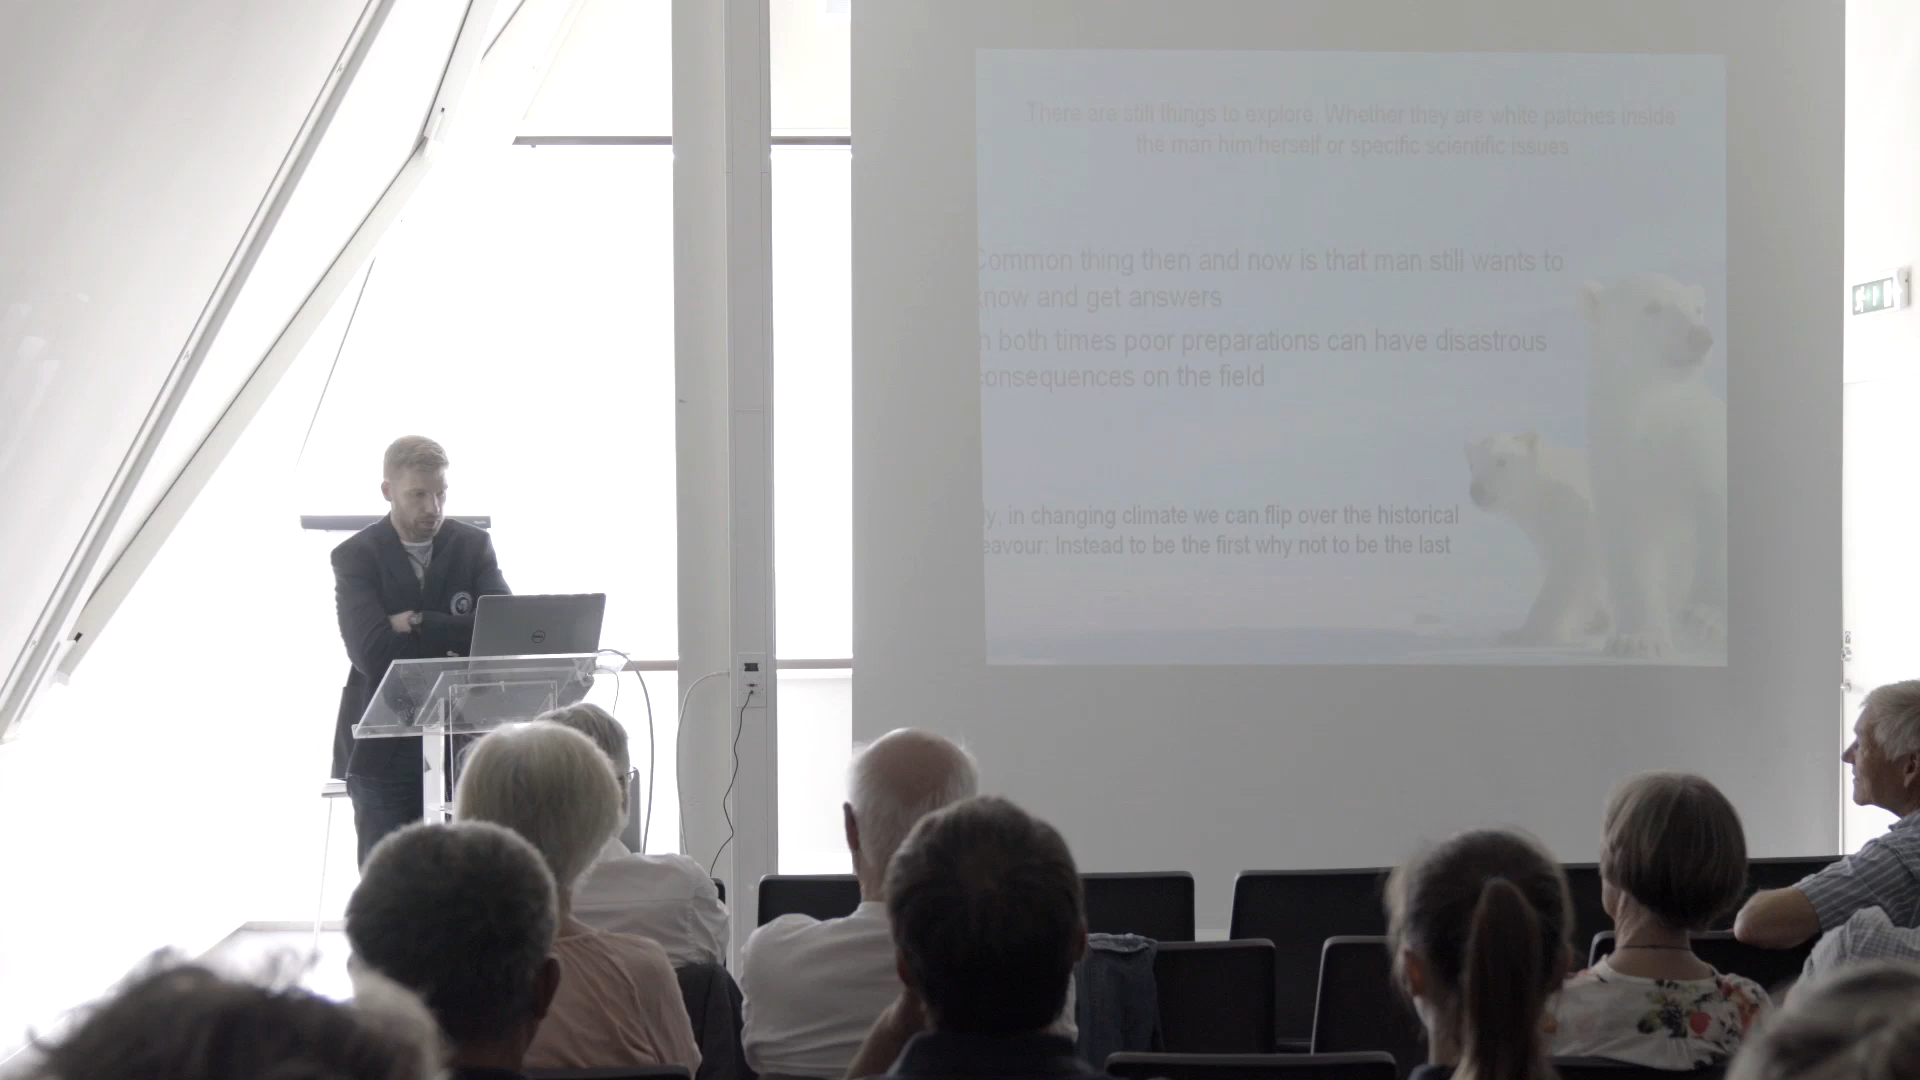 There are still things to explore. Whether they are white patches inside
the man him/herself or specific scientific issues
Common thing then and now is that man still wants to
know and get answers
n both times poor preparations can have disastrous
consequences on the field
ly, in changing climate we can flip over the historical
eavour: Instead to be the first why not to be the last
DELL